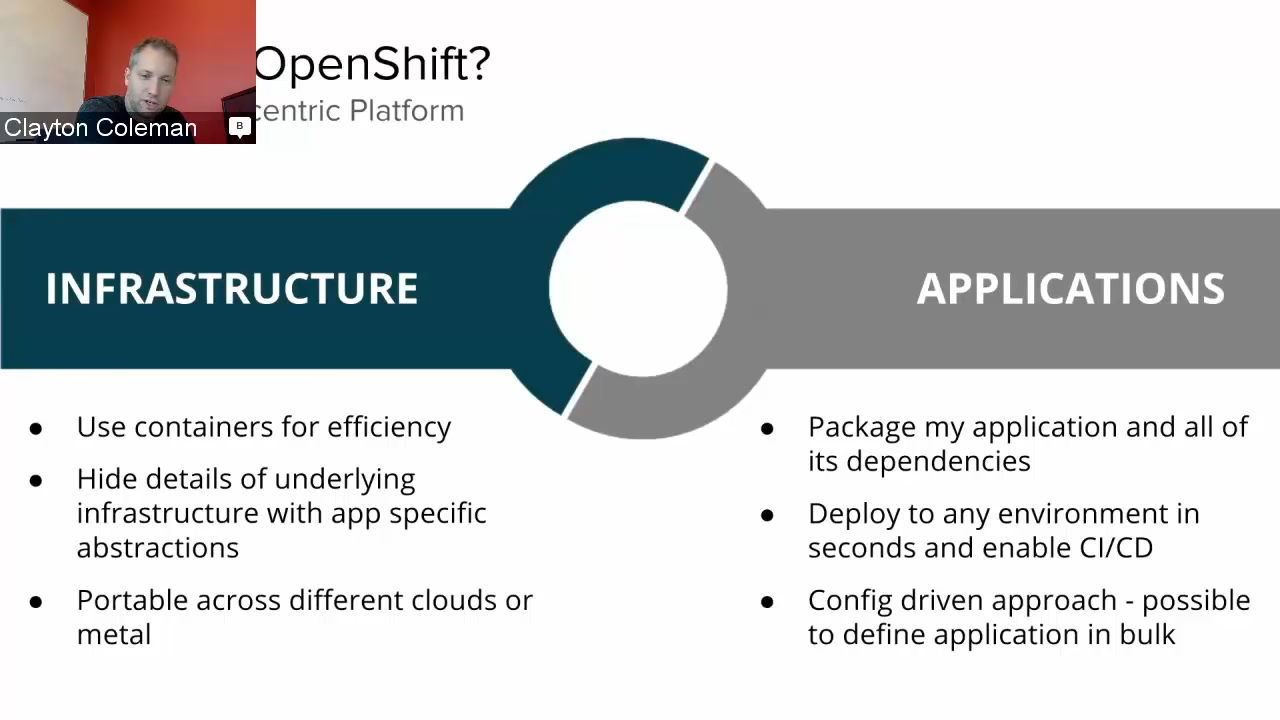 OpenShift?
centric Platform
Clayton Coleman
B
INFRASTRUCTURE
APPLICATIONS
● Use containers for efficiency
● Hide details of underlying
infrastructure with app specific
abstractions
● Portable across different clouds or
metal
● Package my application and all of
its dependencies
● Deploy to any environment in
seconds and enable CI/CD
● Config driven approach - possible
to define application in bulk